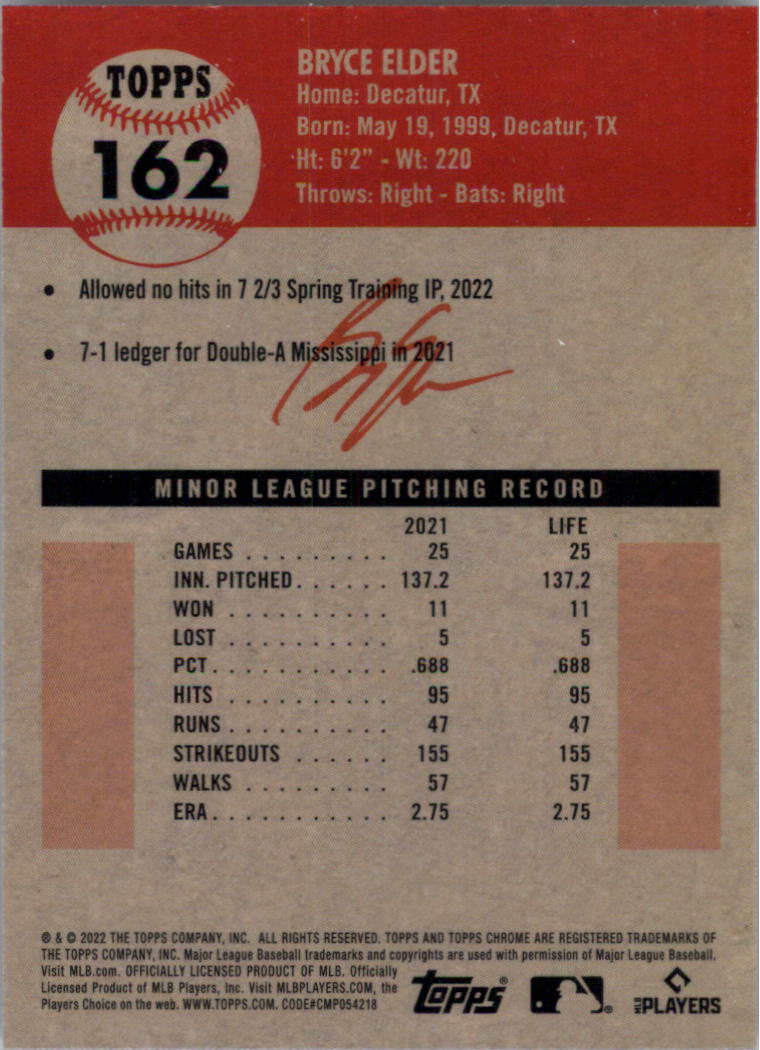 TOPPS
162
BRYCE ELDER
Home: Decatur, TX
Born: May 19, 1999, Decatur, TX
Ht: 6'2" - Wt: 220
Throws: Right - Bats: Right
• Allowed no hits in 7 2/3 Spring Training IP, 2022
• 7-1 ledger for Double-A Mississippi in 2021
MINOR LEAGUE PITCHING RECORD
2021 LIFE
GAMES . . . . . . . . . . 25 25
INN. PITCHED . . . . . . 137.2 137.2
WON . . . . . . . . . . . 11 11
LOST . . . . . . . . . . . 5 5
PCT . . . . . . . . . . . .688 .688
HITS . . . . . . . . . . . 95 95
RUNS . . . . . . . . . . . 47 47
STRIKEOUTS . . . . . . 155 155
WALKS . . . . . . . . . . 57 57
ERA . . . . . . . . . . . 2.75 2.75
® & © 2022 THE TOPPS COMPANY, INC. ALL RIGHTS RESERVED. TOPPS AND TOPPS CHROME ARE REGISTERED TRADEMARKS OF
THE TOPPS COMPANY, INC. Major League Baseball trademarks and copyrights are used with permission of Major League Baseball.
Visit MLB.com. OFFICIALLY LICENSED PRODUCT OF MLB. Officially
Licensed Product of MLB Players, Inc. Visit MLBPLAYERS.COM, the
Players Choice on the web. WWW.TOPPS.COM. CODE#CMP054218
topps®
MLB PLAYERS